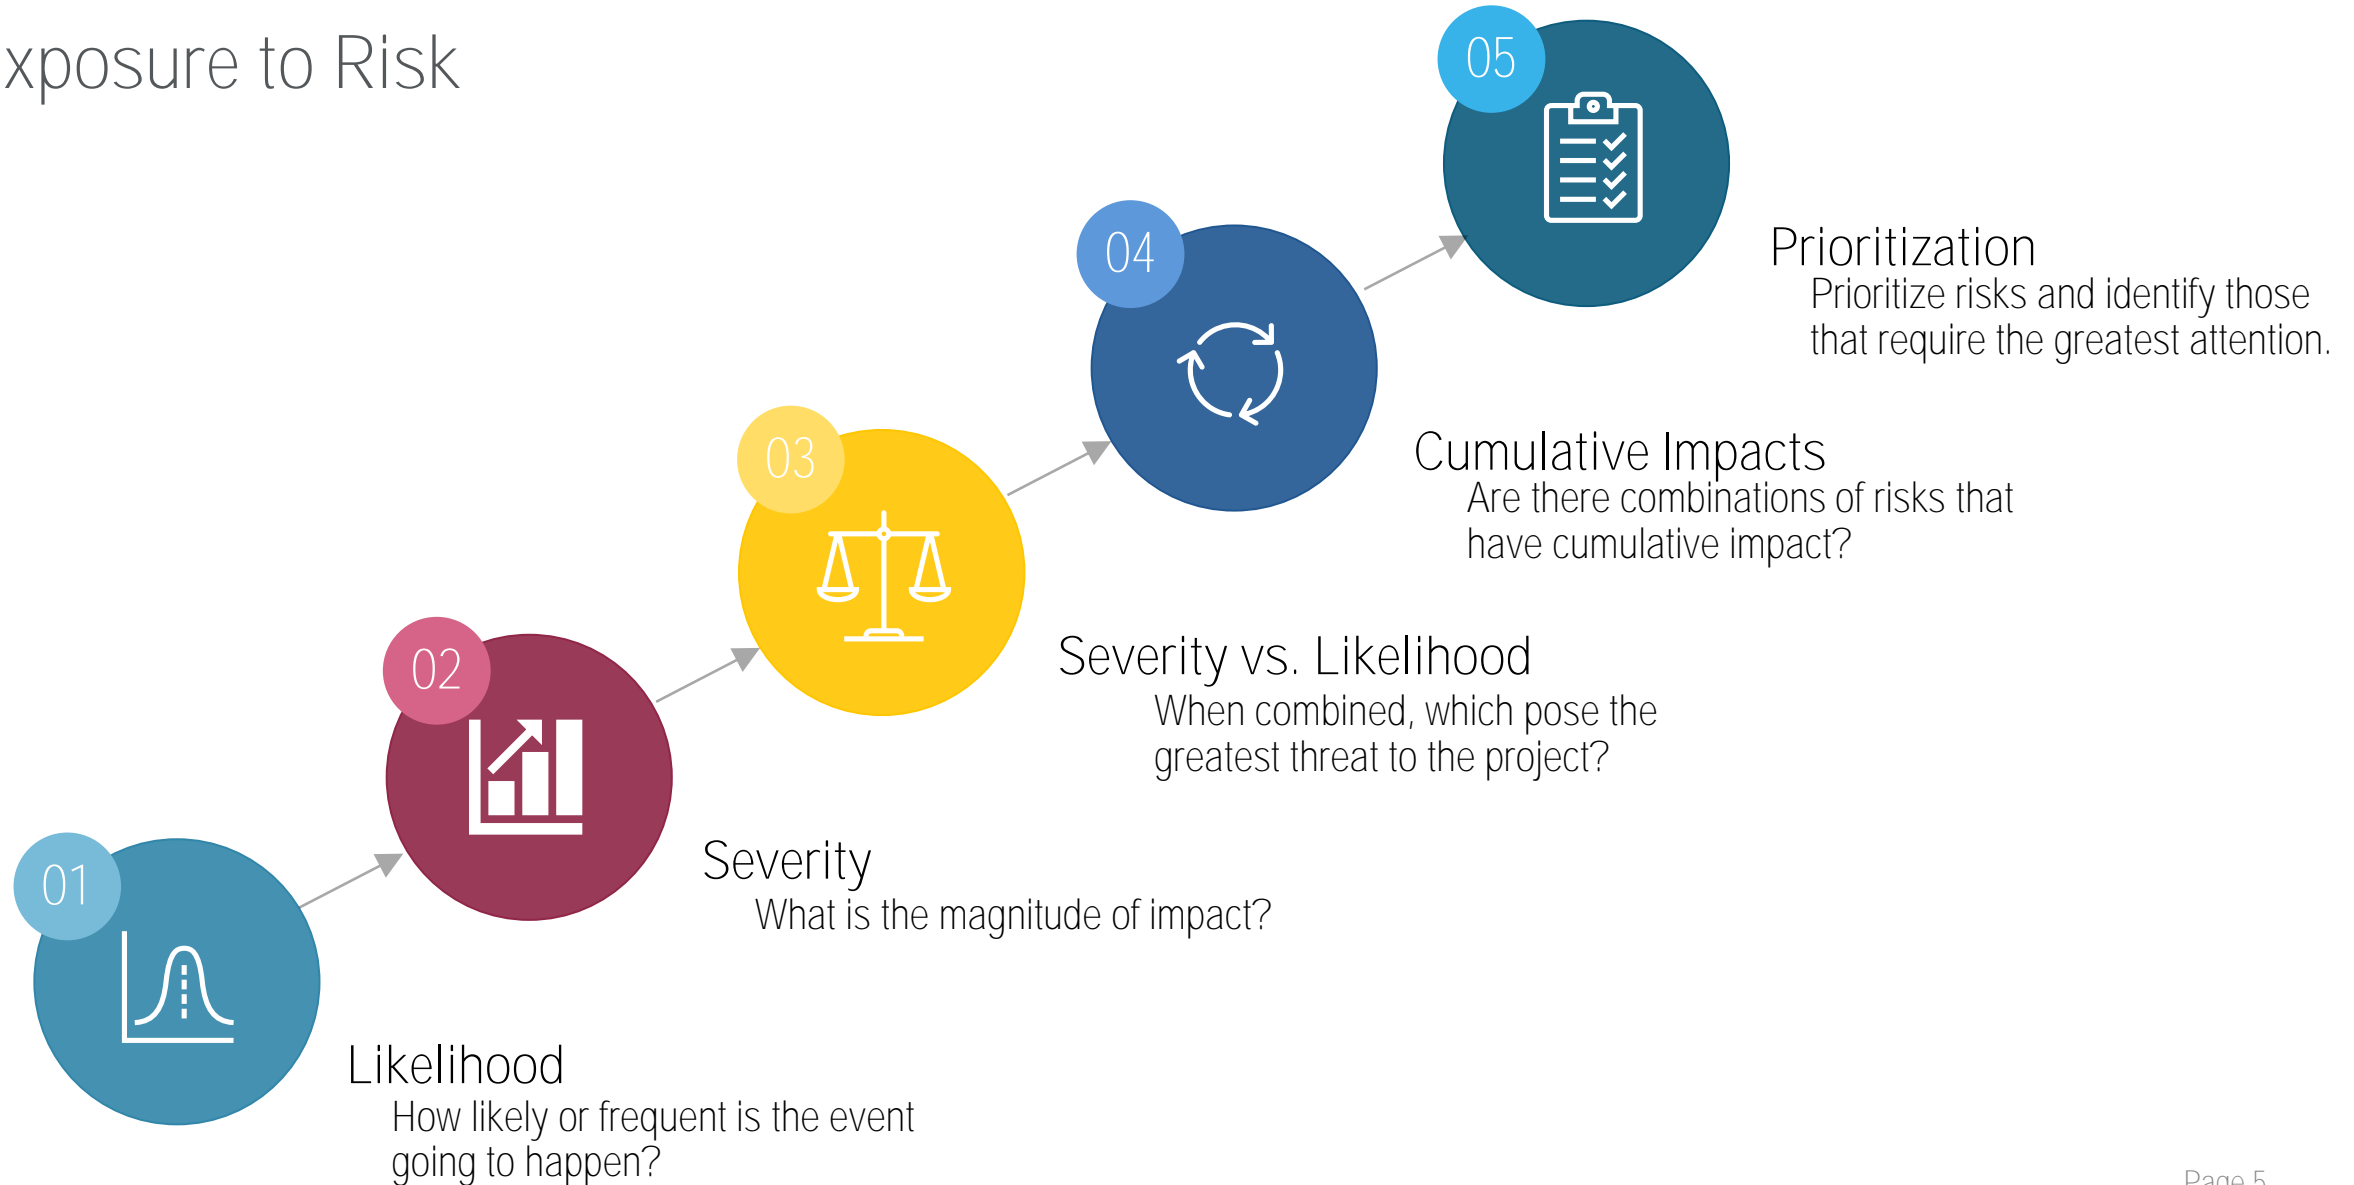 xposure to Risk
05
Prioritization
Prioritize risks and identify those
that require the greatest attention.
04
Cumulative Impacts
Are there combinations of risks that
have cumulative impact?
03
Severity vs. Likelihood
When combined, which pose the
greatest threat to the project?
02
Severity
What is the magnitude of impact?
01
Likelihood
How likely or frequent is the event
going to happen?
Page 5